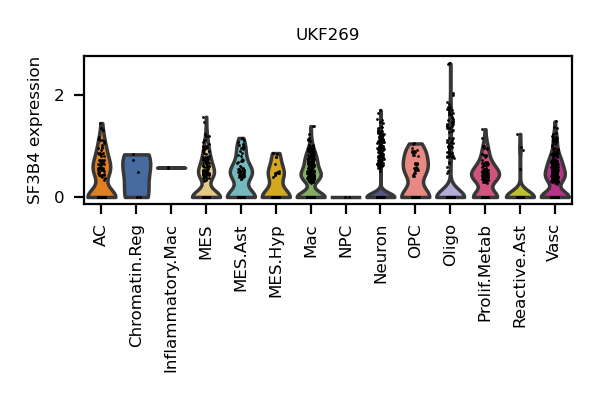 UKF269
SF3B4 expression
2
0
AC
Chromatin.Reg
Inflammatory.Mac
MES
MES.Ast
MES.Hyp
Mac
NPC
Neuron
OPC
Oligo
Prolif.Metab
Reactive.Ast
Vasc